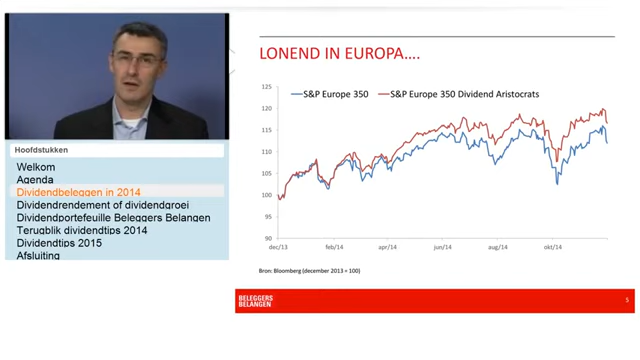 Hoofdstukken
Welkom
Agenda
Dividendbeleggen in 2014
Dividendrendement of dividendgroei
Dividendportefeuille Beleggers Belangen
Terugblik dividendtips 2014
Dividendtips 2015
Afsluiting
LONEND IN EUROPA....
S&P Europe 350
S&P Europe 350 Dividend Aristocrats
125
120
115
110
105
100
95
90
dec/13 feb/14 apr/14 jun/14 aug/14 okt/14
Bron: Bloomberg (december 2013 = 100)
BELEGGERS
BELANGEN
5